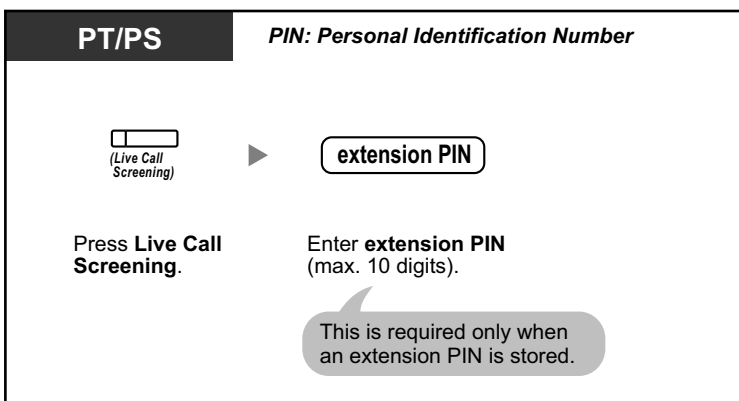 PT/PS
PIN: Personal Identification Number
(Live Call
Screening)
extension PIN
Press Live Call
Screening.
Enter extension PIN
(max. 10 digits).
This is required only when
an extension PIN is stored.